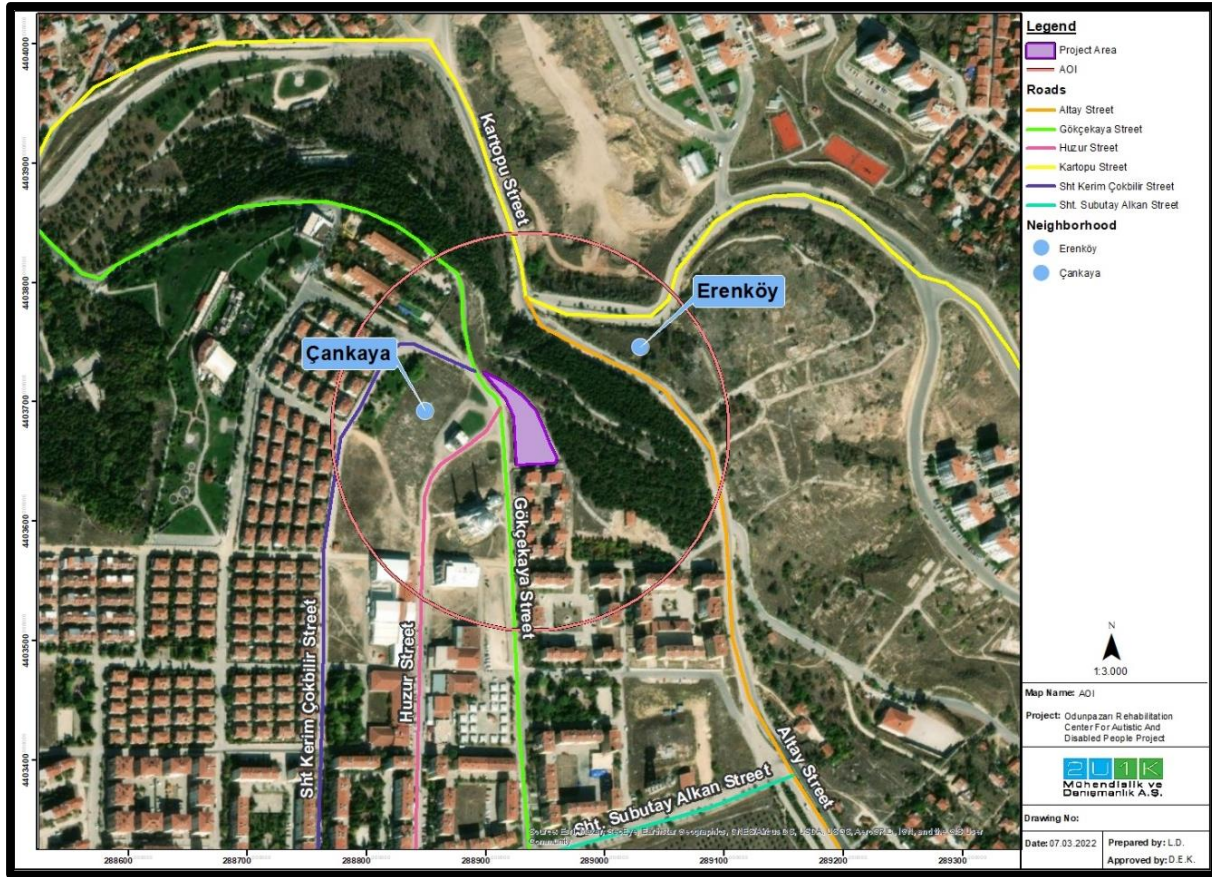 Kartopu Street
Erenköy
Çankaya
Gökçekaya Street
Sht Kerim Çokbilir Street
Huzur Street
Altay Street
Sht. Subutay Alkan Street
4404000
4403900
4403800
4403700
4403600
4403500
4403400
288600
288700
288800
288900
289000
289100
289200
289300
Legend
Project Area
AOI
Roads
Altay Street
Gökçekaya Street
Huzur Street
Kartopu Street
Sht Kerim Çokbilir Street
Sht. Subutay Alkan Street
Neighborhood
Erenköy
Çankaya
N
1:3.000
Map Name: AOI
Project: Odunpazarı Rehabilitation
Center For Autistic And
Disabled People Project
2U1K
Mühendislik ve
Danışmanlık A.Ş.
Drawing No:
Date: 07.03.2022
Prepared by: L.D.
Approved by: D.E.K.